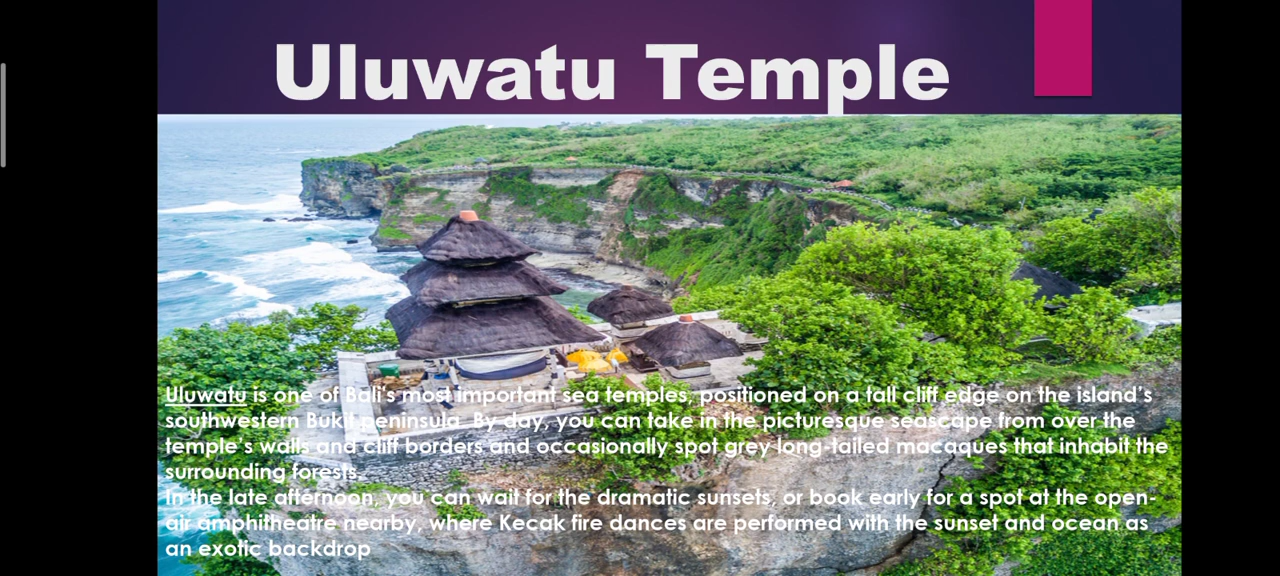 Uluwatu Temple
Uluwatu is one of Bali's most important sea temples, positioned on a tall cliff edge on the island's
southwestern Bukit peninsula. By day, you can take in the picturesque seascape from over the
temple's walls and cliff borders and occasionally spot grey long-tailed macaques that inhabit the
surrounding forests.
In the late afternoon, you can wait for the dramatic sunsets, or book early for a spot at the open-
air amphitheatre nearby, where Kecak fire dances are performed with the sunset and ocean as
an exotic backdrop